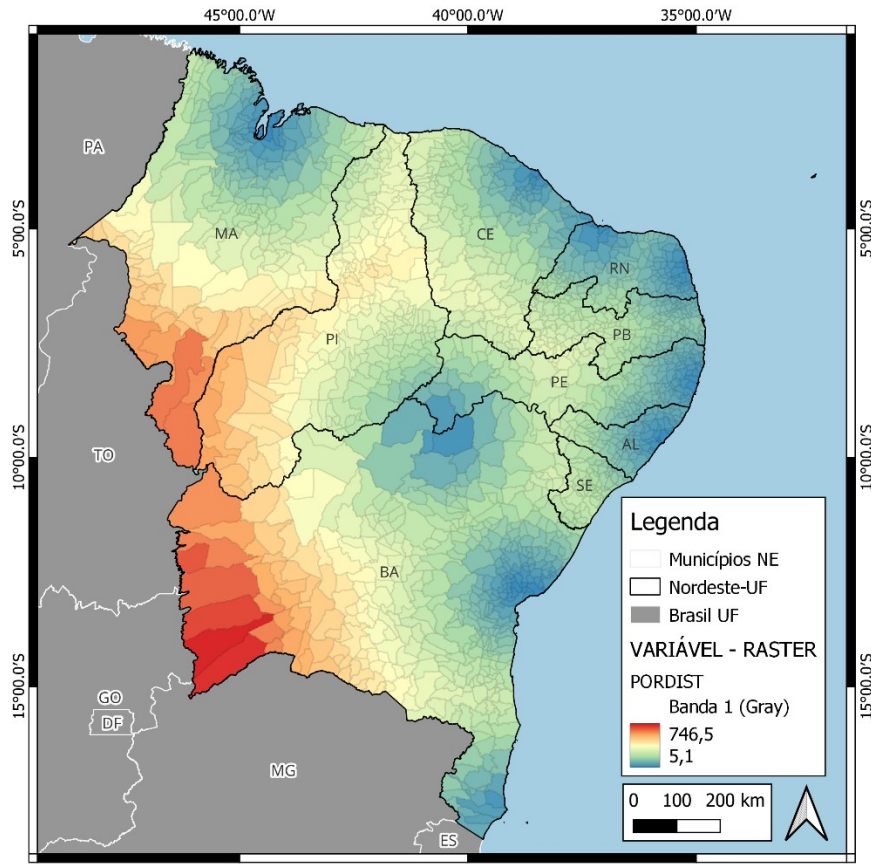 45°00.0'W 40°00.0'W 35°00.0'W
PA
5°00.0'S 5°00.0'S
MA
CE
RN
PI
PB
PE
TO
10°00.0'S 10°00.0'S
AL
SE
BA
15°00.0'S 15°00.0'S
GO
DF
MG
ES
Legenda
Municípios NE
Nordeste-UF
Brasil UF
VARIÁVEL - RASTER
PORDIST
Banda 1 (Gray)
746,5
5,1
0 100 200 km